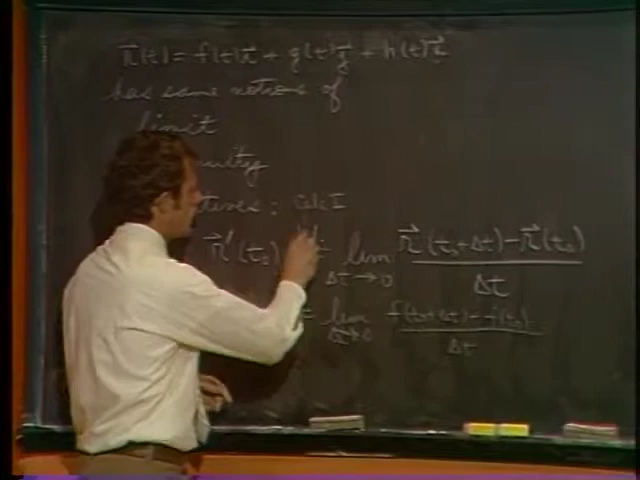 r⃗(t) = f(t)x⃗ + g(t)y⃗ + h(t)z⃗
has same notions of
limit
nuity
tives : Calc I
r⃗'(t₀) = lim Δt→0 r⃗(t₀+Δt) - r⃗(t₀) / Δt
= lim Δt→0 f(t₀+Δt) - f(t₀) / Δt